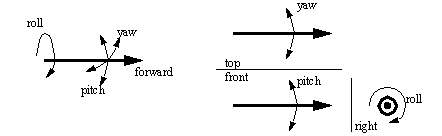 roll
yaw
forward
pitch
yaw
top
front
pitch
roll
right